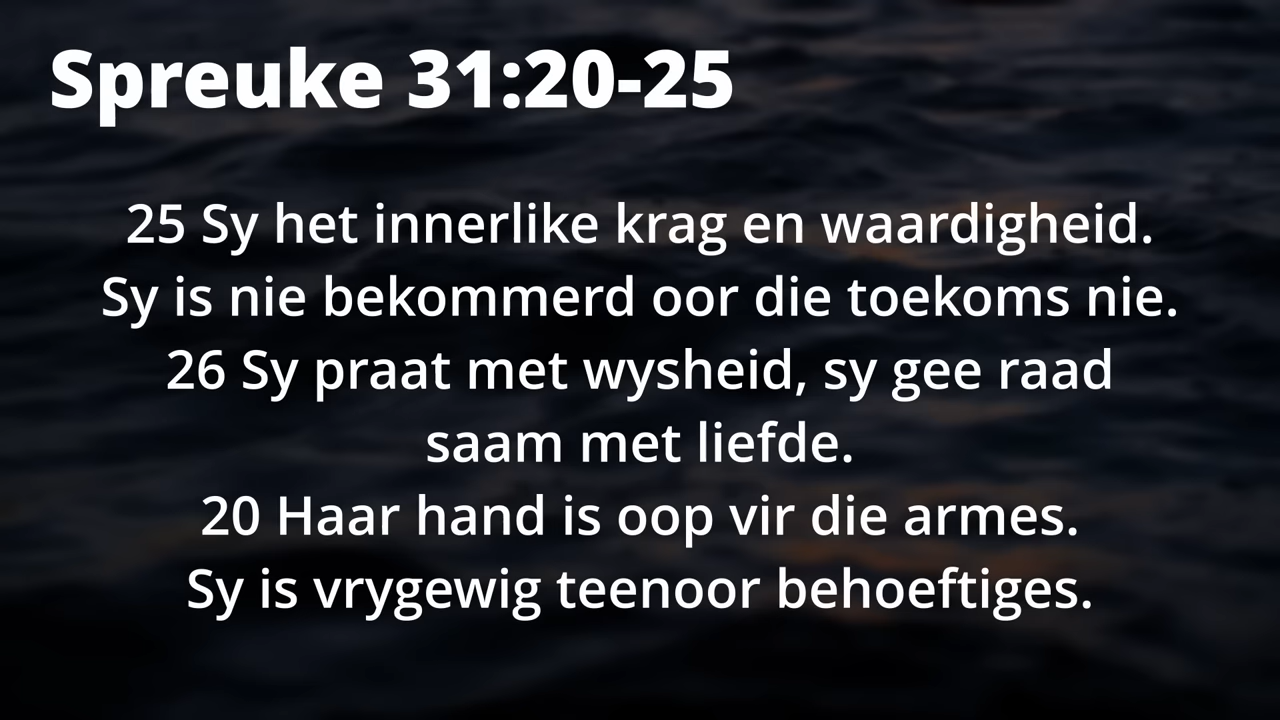 Spreuke 31:20-25
25 Sy het innerlike krag en waardigheid.
Sy is nie bekommerd oor die toekoms nie.
26 Sy praat met wysheid, sy gee raad
saam met liefde.
20 Haar hand is oop vir die armes.
Sy is vrygewig teenoor behoeftiges.